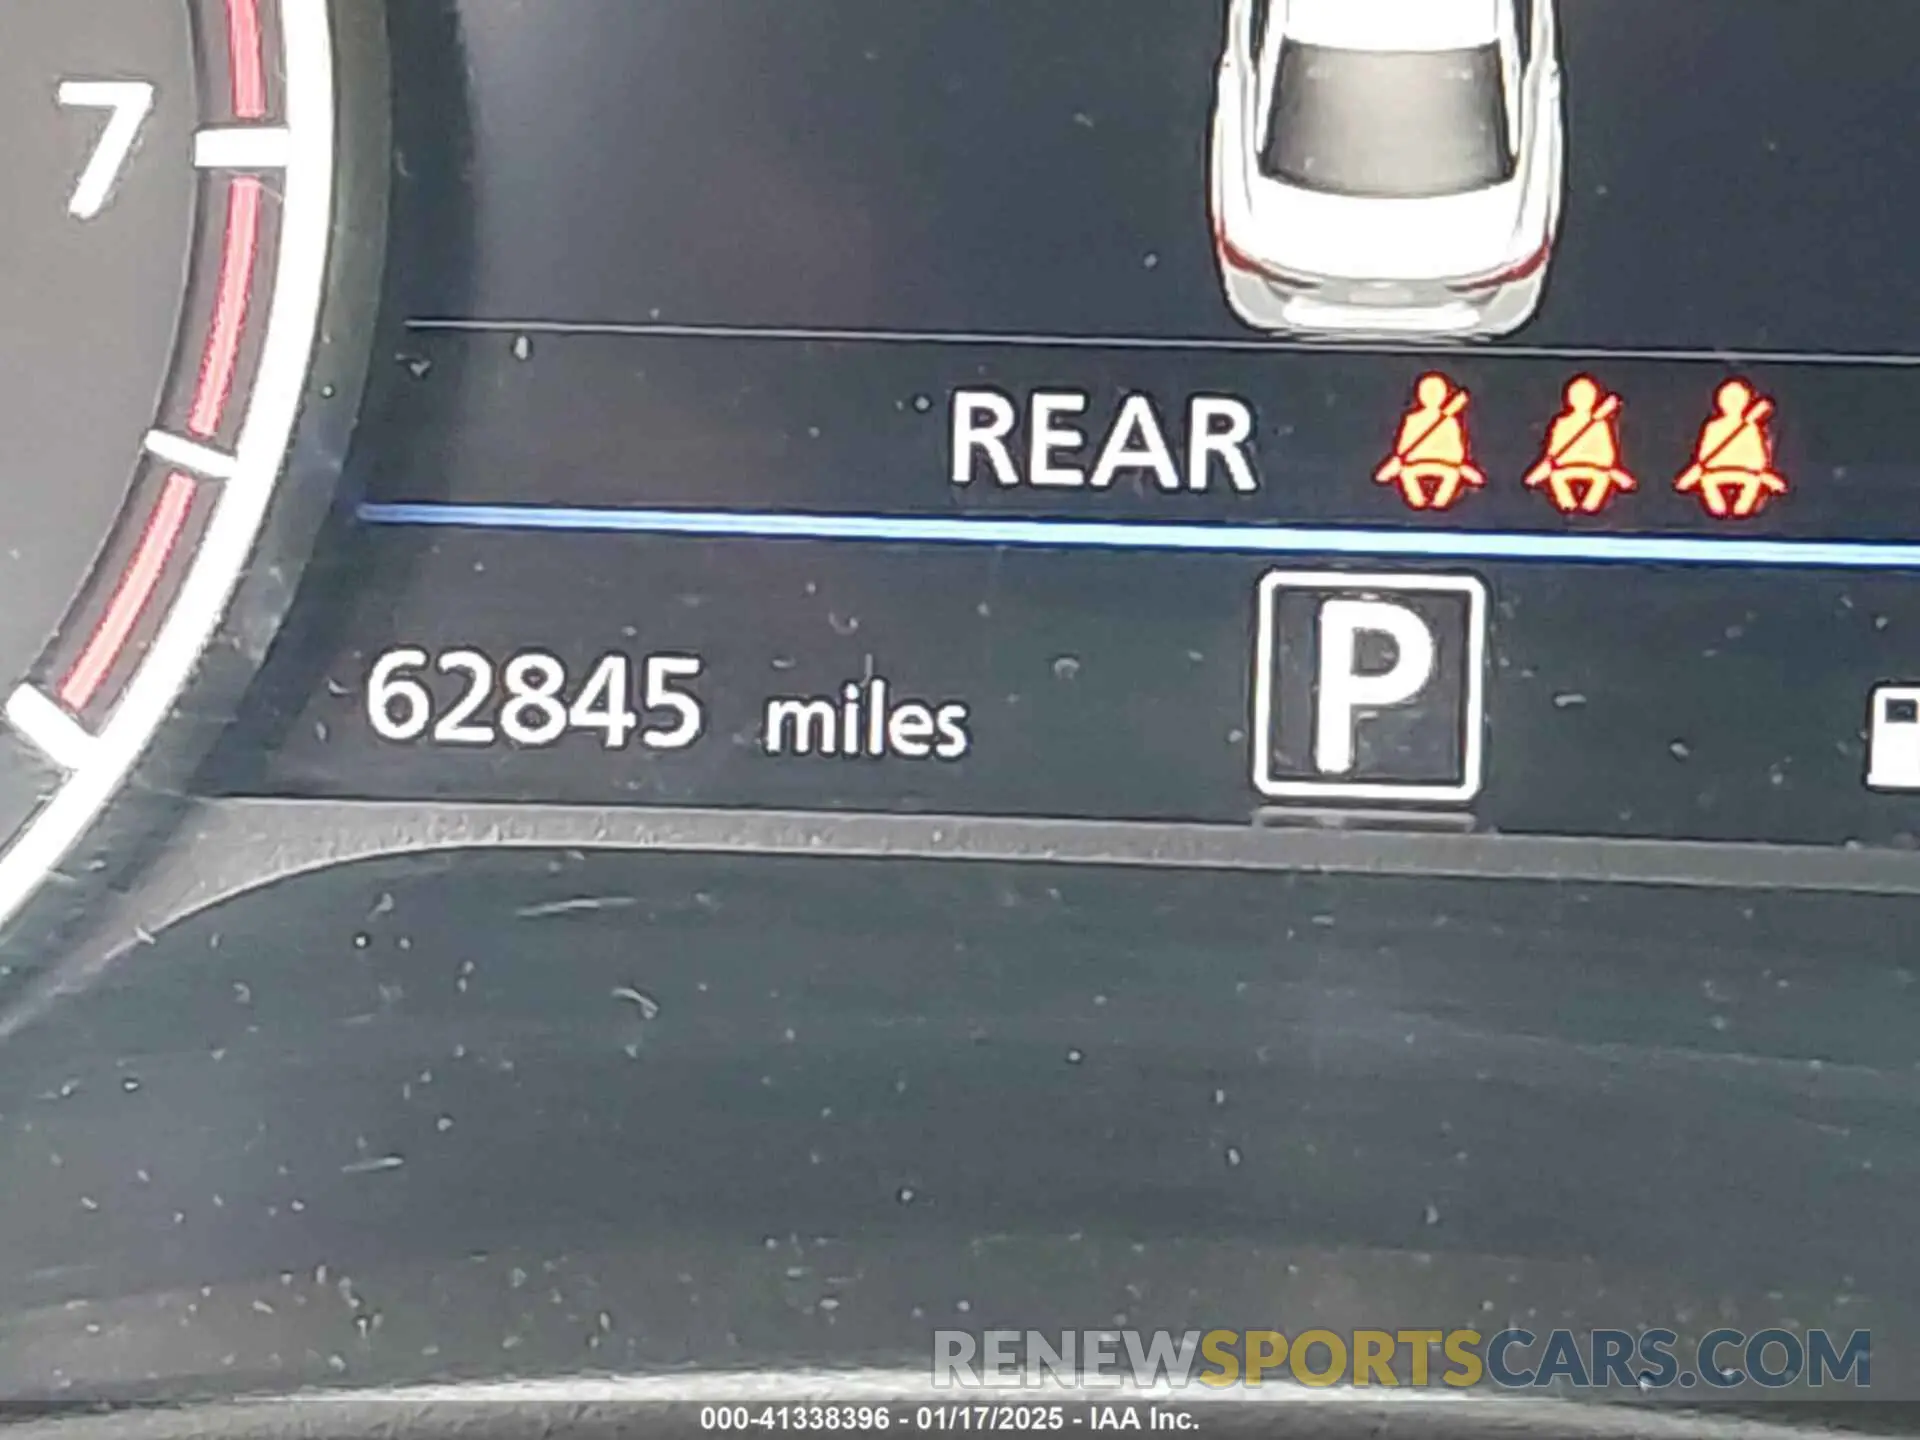 7
REAR
62845 miles P
RENEWSPORTSCARS.COM
000-41338396 - 01/17/2025 - IAA Inc.